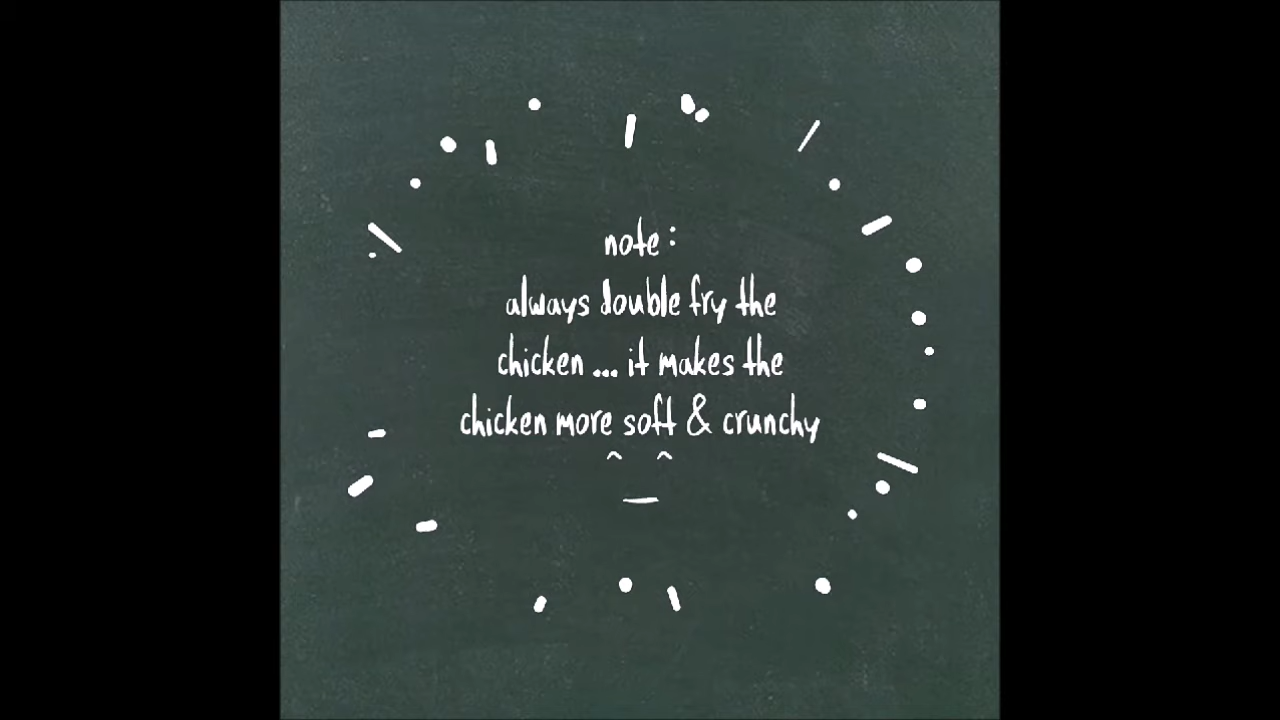 note :
always double fry the
chicken ... it makes the
chicken more soft & crunchy
^ ^
_